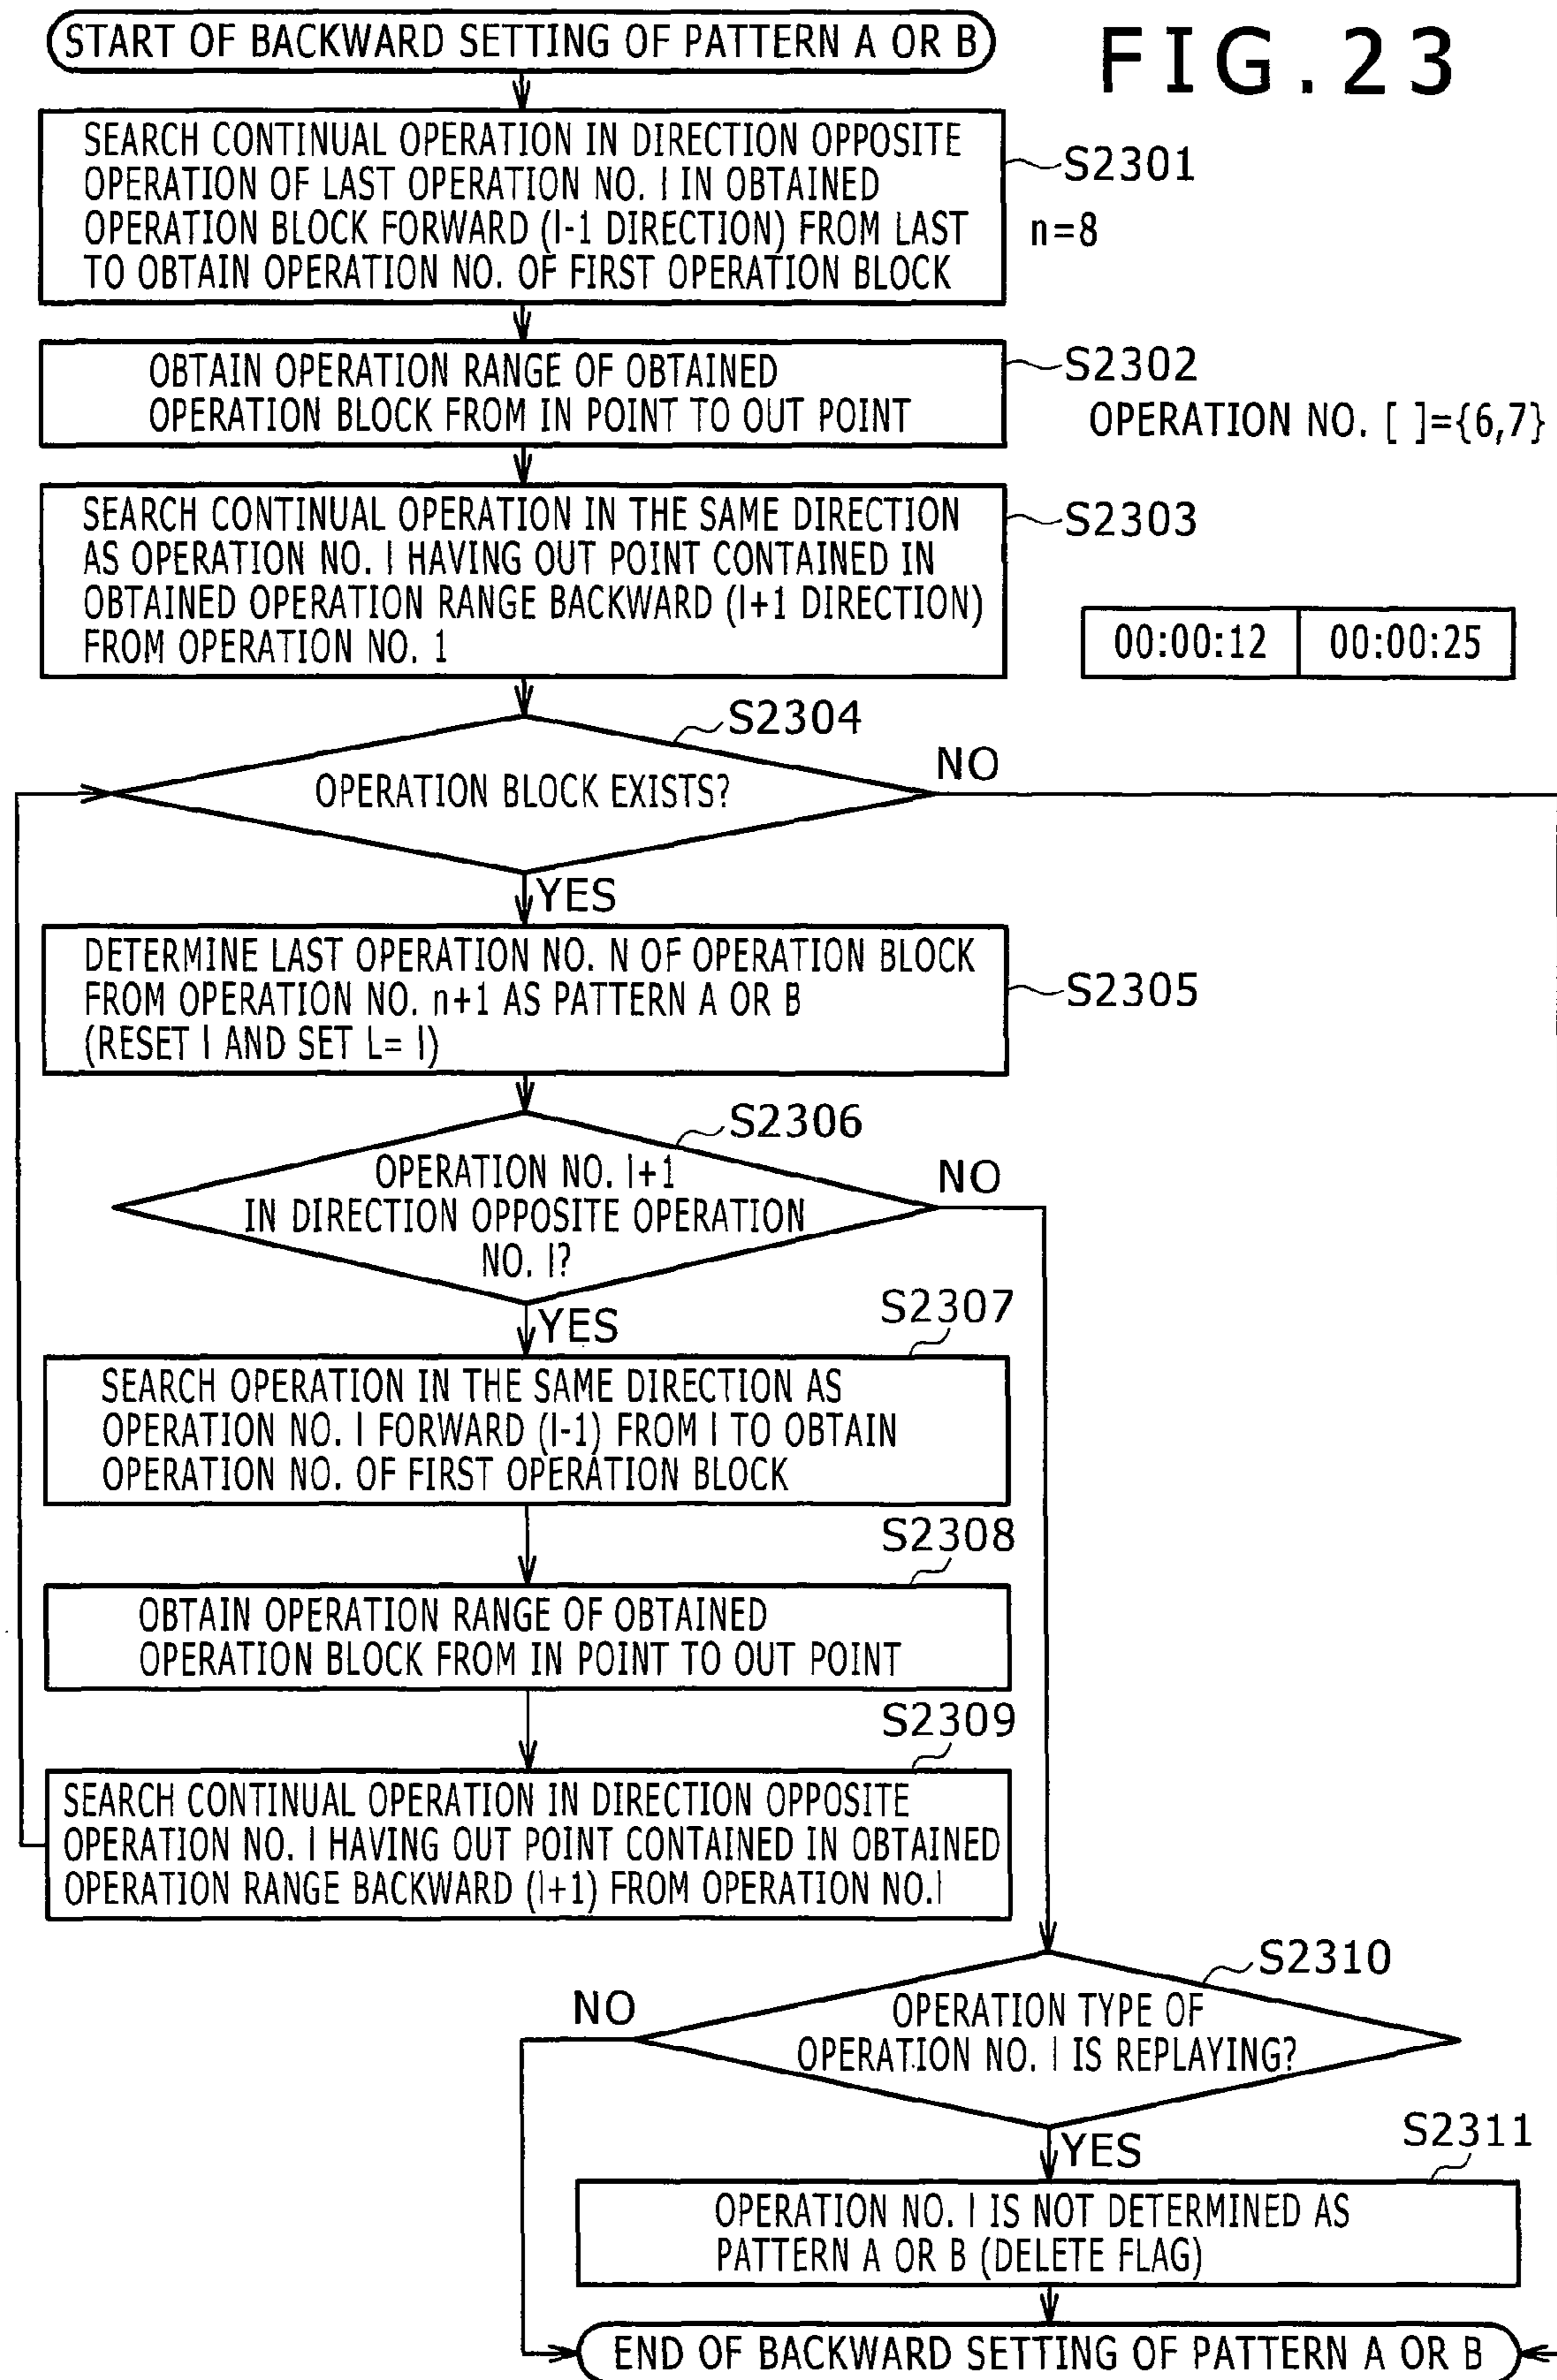 START OF BACKWARD SETTING OF PATTERN A OR B
FIG.23
SEARCH CONTINUAL OPERATION IN DIRECTION OPPOSITE
OPERATION OF LAST OPERATION NO. l IN OBTAINED
OPERATION BLOCK FORWARD (l-1 DIRECTION) FROM LAST
TO OBTAIN OPERATION NO. OF FIRST OPERATION BLOCK
S2301
n=8
OBTAIN OPERATION RANGE OF OBTAINED
OPERATION BLOCK FROM IN POINT TO OUT POINT
S2302
OPERATION NO. [ ]={6,7}
SEARCH CONTINUAL OPERATION IN THE SAME DIRECTION
AS OPERATION NO. l HAVING OUT POINT CONTAINED IN
OBTAINED OPERATION RANGE BACKWARD (l+1 DIRECTION)
FROM OPERATION NO. 1
S2303
00:00:12 00:00:25
S2304
OPERATION BLOCK EXISTS?
NO
YES
DETERMINE LAST OPERATION NO. N OF OPERATION BLOCK
FROM OPERATION NO. n+1 AS PATTERN A OR B
(RESET l AND SET L= l)
S2305
S2306
OPERATION NO. l+1
IN DIRECTION OPPOSITE OPERATION
NO. l?
NO
YES
S2307
SEARCH OPERATION IN THE SAME DIRECTION AS
OPERATION NO. l FORWARD (l-1) FROM l TO OBTAIN
OPERATION NO. OF FIRST OPERATION BLOCK
S2308
OBTAIN OPERATION RANGE OF OBTAINED
OPERATION BLOCK FROM IN POINT TO OUT POINT
S2309
SEARCH CONTINUAL OPERATION IN DIRECTION OPPOSITE
OPERATION NO. l HAVING OUT POINT CONTAINED IN OBTAINED
OPERATION RANGE BACKWARD (l+1) FROM OPERATION NO.l
S2310
OPERATION TYPE OF
OPERATION NO. l IS REPLAYING?
NO
YES
S2311
OPERATION NO. l IS NOT DETERMINED AS
PATTERN A OR B (DELETE FLAG)
END OF BACKWARD SETTING OF PATTERN A OR B